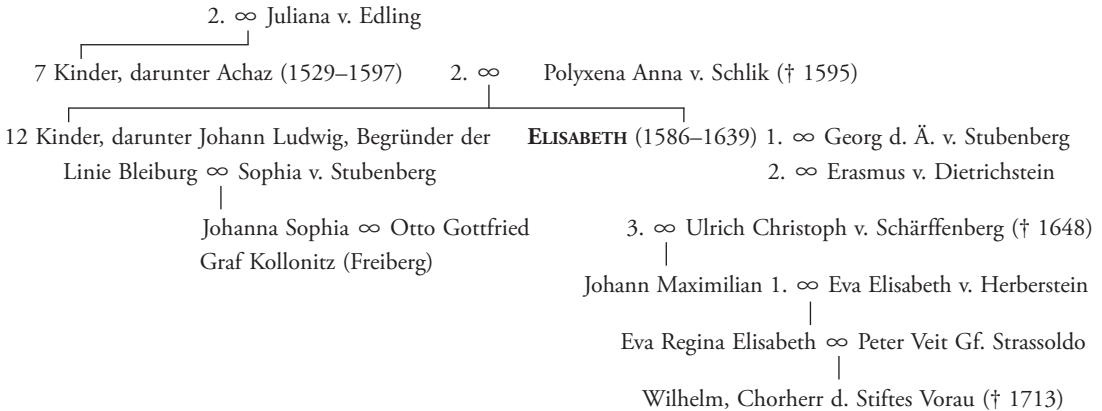 2. ∞ Juliana v. Edling
7 Kinder, darunter Achaz (1529–1597) 2. ∞ Polyxena Anna v. Schlik († 1595)
12 Kinder, darunter Johann Ludwig, Begründer der ELISABETH (1586–1639) 1. ∞ Georg d. Ä. v. Stubenberg
Linie Bleiburg ∞ Sophia v. Stubenberg 2. ∞ Erasmus v. Dietrichstein
Johanna Sophia ∞ Otto Gottfried 3. ∞ Ulrich Christoph v. Schärffenberg († 1648)
Graf Kollonitz (Freiberg)
Johann Maximilian 1. ∞ Eva Elisabeth v. Herberstein
Eva Regina Elisabeth ∞ Peter Veit Gf. Strassoldo
Wilhelm, Chorherr d. Stiftes Vorau († 1713)